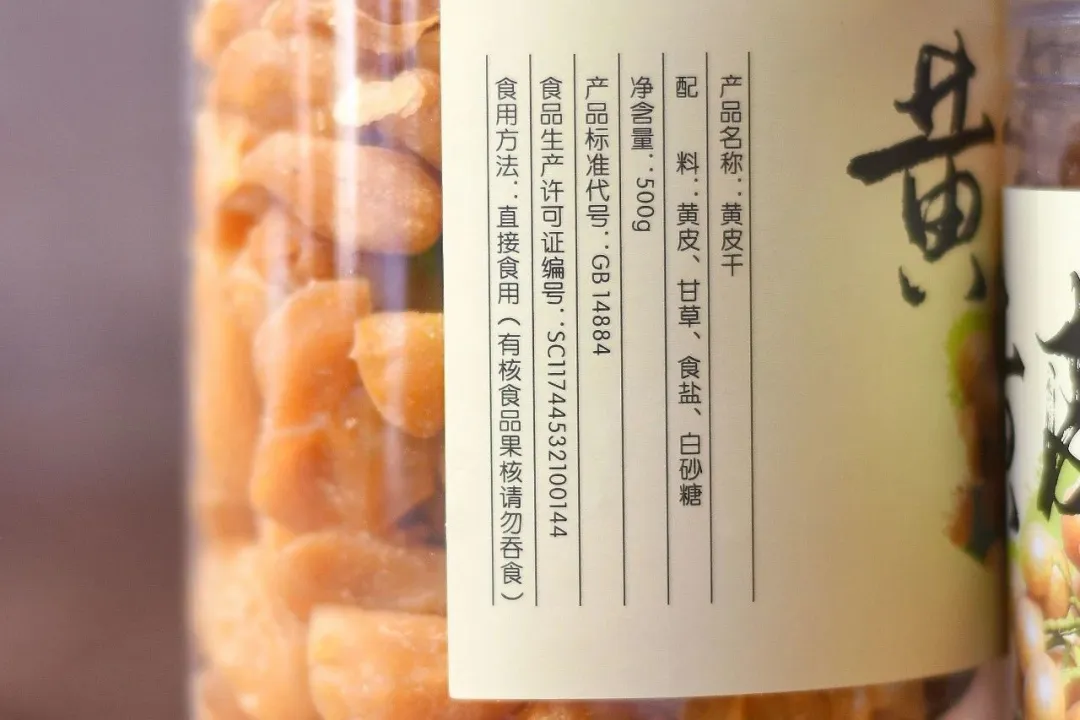 黄
产品名称：黄皮干
配　料：黄皮、甘草、食盐、白砂糖
净含量：500g
产品标准代号：GB 14884
食品生产许可证编号：SC11744532100144
食用方法：直接食用（有核食品果核请勿吞食）